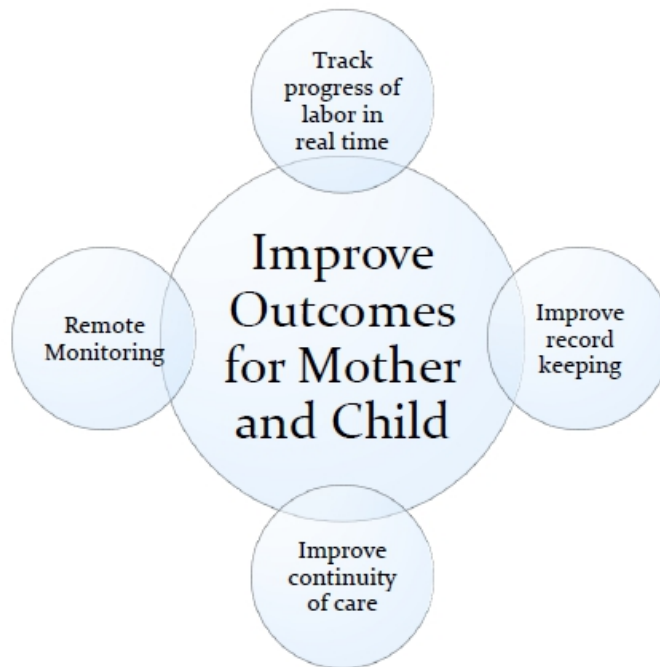 Track
progress of
labor in
real time
Improve
Outcomes
for Mother
and Child
Remote
Monitoring
Improve
record
keeping
Improve
continuity
of care